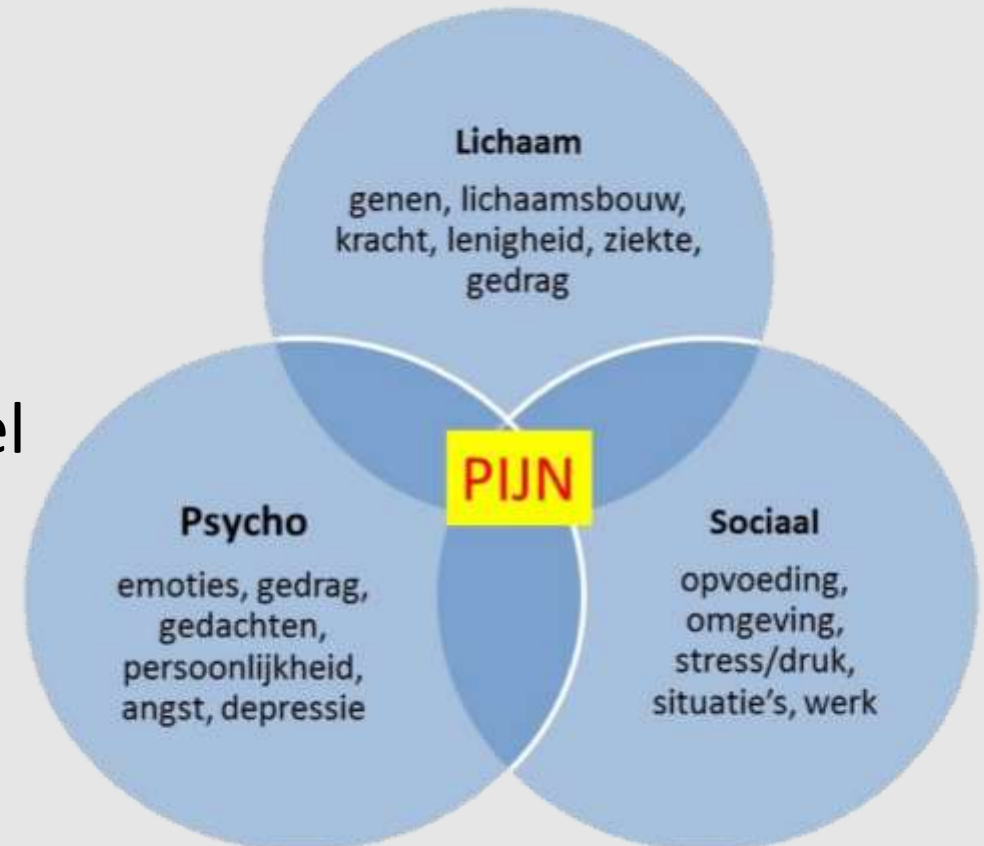 Lichaam
genen, lichaamsbouw,
kracht, lenigheid, ziekte,
gedrag
el
PIJN
Psycho
emoties, gedrag,
gedachten,
persoonlijkheid,
angst, depressie
Sociaal
opvoeding,
omgeving,
stress/druk,
situatie's, werk